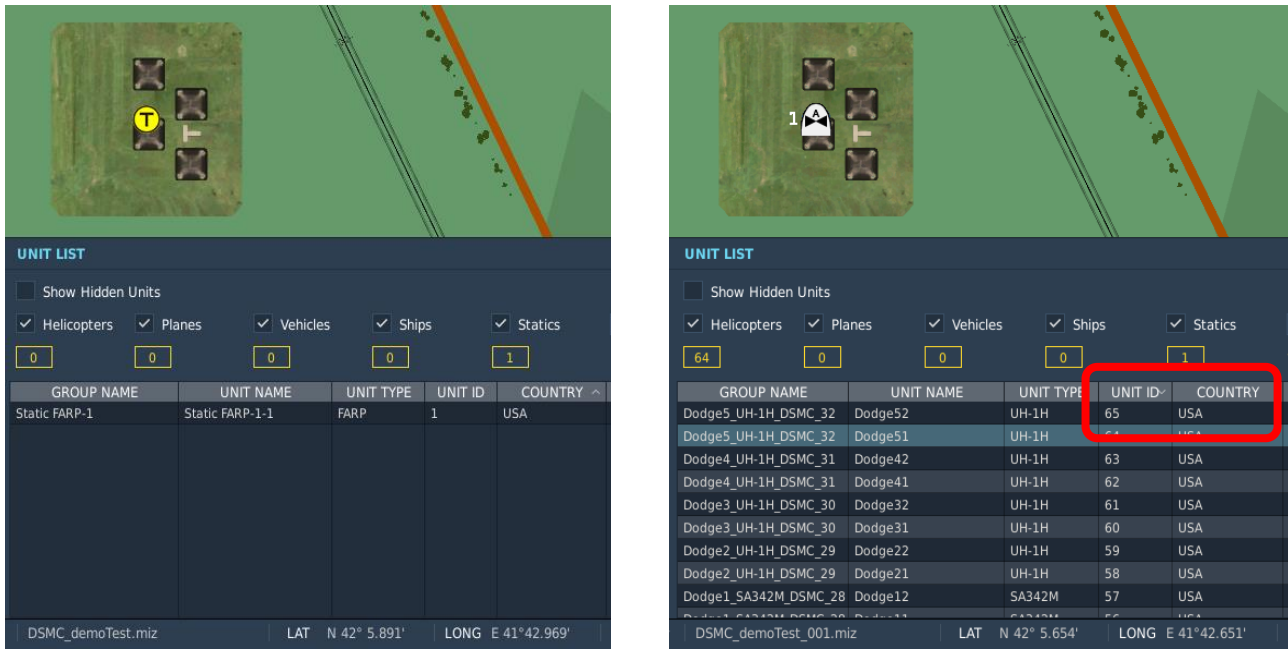 T
UNIT LIST
Show Hidden Units
Helicopters Planes Vehicles Ships Statics
0 0 0 0 1
GROUP NAME UNIT NAME UNIT TYPE UNIT ID COUNTRY
Static FARP-1 Static FARP-1-1 FARP 1 USA
DSMC_demoTest.miz LAT N 42° 5.891' LONG E 41°42.969'
1 A
UNIT LIST
Show Hidden Units
Helicopters Planes Vehicles Ships Statics
64 0 0 0 1
GROUP NAME UNIT NAME UNIT TYPE UNIT ID COUNTRY
Dodge5_UH-1H_DSMC_32 Dodge52 UH-1H 65 USA
Dodge5_UH-1H_DSMC_32 Dodge51 UH-1H
Dodge4_UH-1H_DSMC_31 Dodge42 UH-1H 63 USA
Dodge4_UH-1H_DSMC_31 Dodge41 UH-1H 62 USA
Dodge3_UH-1H_DSMC_30 Dodge32 UH-1H 61 USA
Dodge3_UH-1H_DSMC_30 Dodge31 UH-1H 60 USA
Dodge2_UH-1H_DSMC_29 Dodge22 UH-1H 59 USA
Dodge2_UH-1H_DSMC_29 Dodge21 UH-1H 58 USA
Dodge1_SA342M_DSMC_28 Dodge12 SA342M 57 USA
DSMC_demoTest_001.miz LAT N 42° 5.654' LONG E 41°42.651'